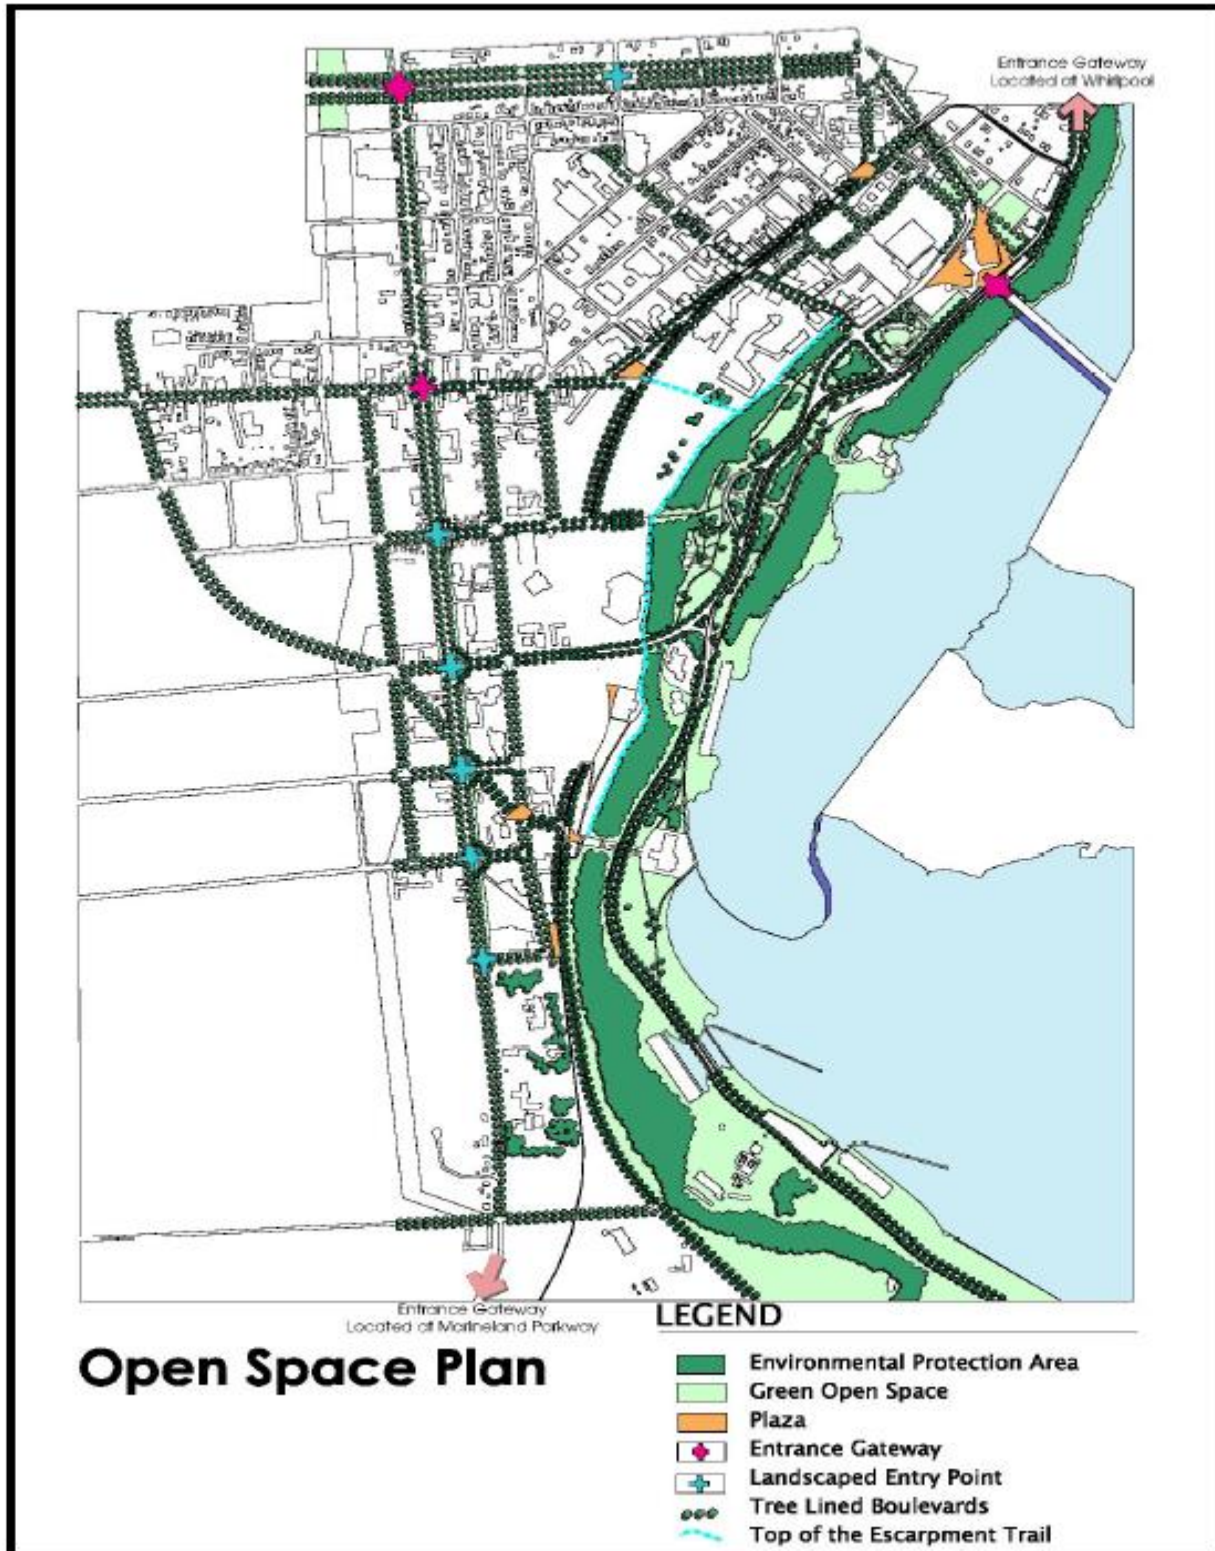 Entrance Gateway
Located at Whirlpool
Entrance Gateway
Located at Marineland Parkway
Open Space Plan
LEGEND
Environmental Protection Area
Green Open Space
Plaza
Entrance Gateway
Landscaped Entry Point
Tree Lined Boulevards
Top of the Escarpment Trail